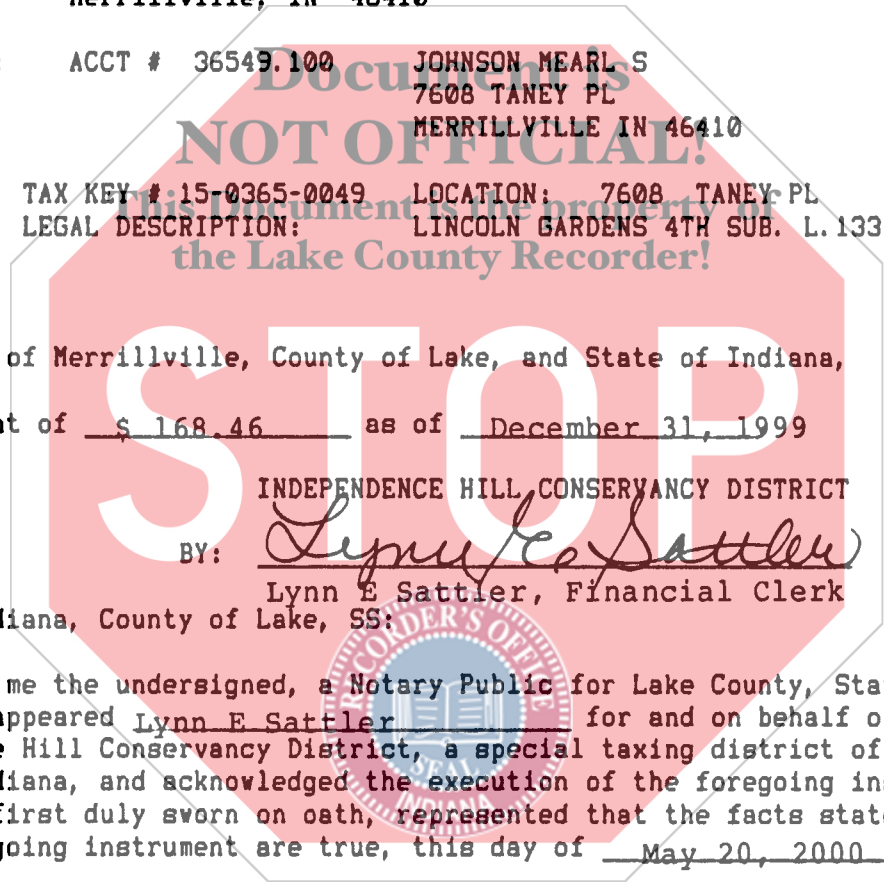 Merrillville, IN 46410
ACCT # 36549.100 JOHNSON MEARL S
Document is
7608 TANEY PL
MERRILLVILLE IN 46410
NOT OFFICIAL!
TAX KEY # 15-0365-0049 LOCATION: 7608 TANEY PL
This Document is the property of
LEGAL DESCRIPTION: LINCOLN GARDENS 4TH SUB. L.133
the Lake County Recorder!
STOP
of Merrillville, County of Lake, and State of Indiana,
t of $ 168.46 as of December 31, 1999
INDEPENDENCE HILL CONSERVANCY DISTRICT
BY: Lynn E Sattler
Lynn E Sattler, Financial Clerk
diana, County of Lake, SS:
RECORDER'S OFFICE
me the undersigned, a Notary Public for Lake County, Sta
appeared Lynn E Sattler for and on behalf o
e Hill Conservancy District, a special taxing district of
SEAL
diana, and acknowledged the execution of the foregoing in
INDIANA
first duly sworn on oath, represented that the facts stat
going instrument are true, this day of May 20, 2000